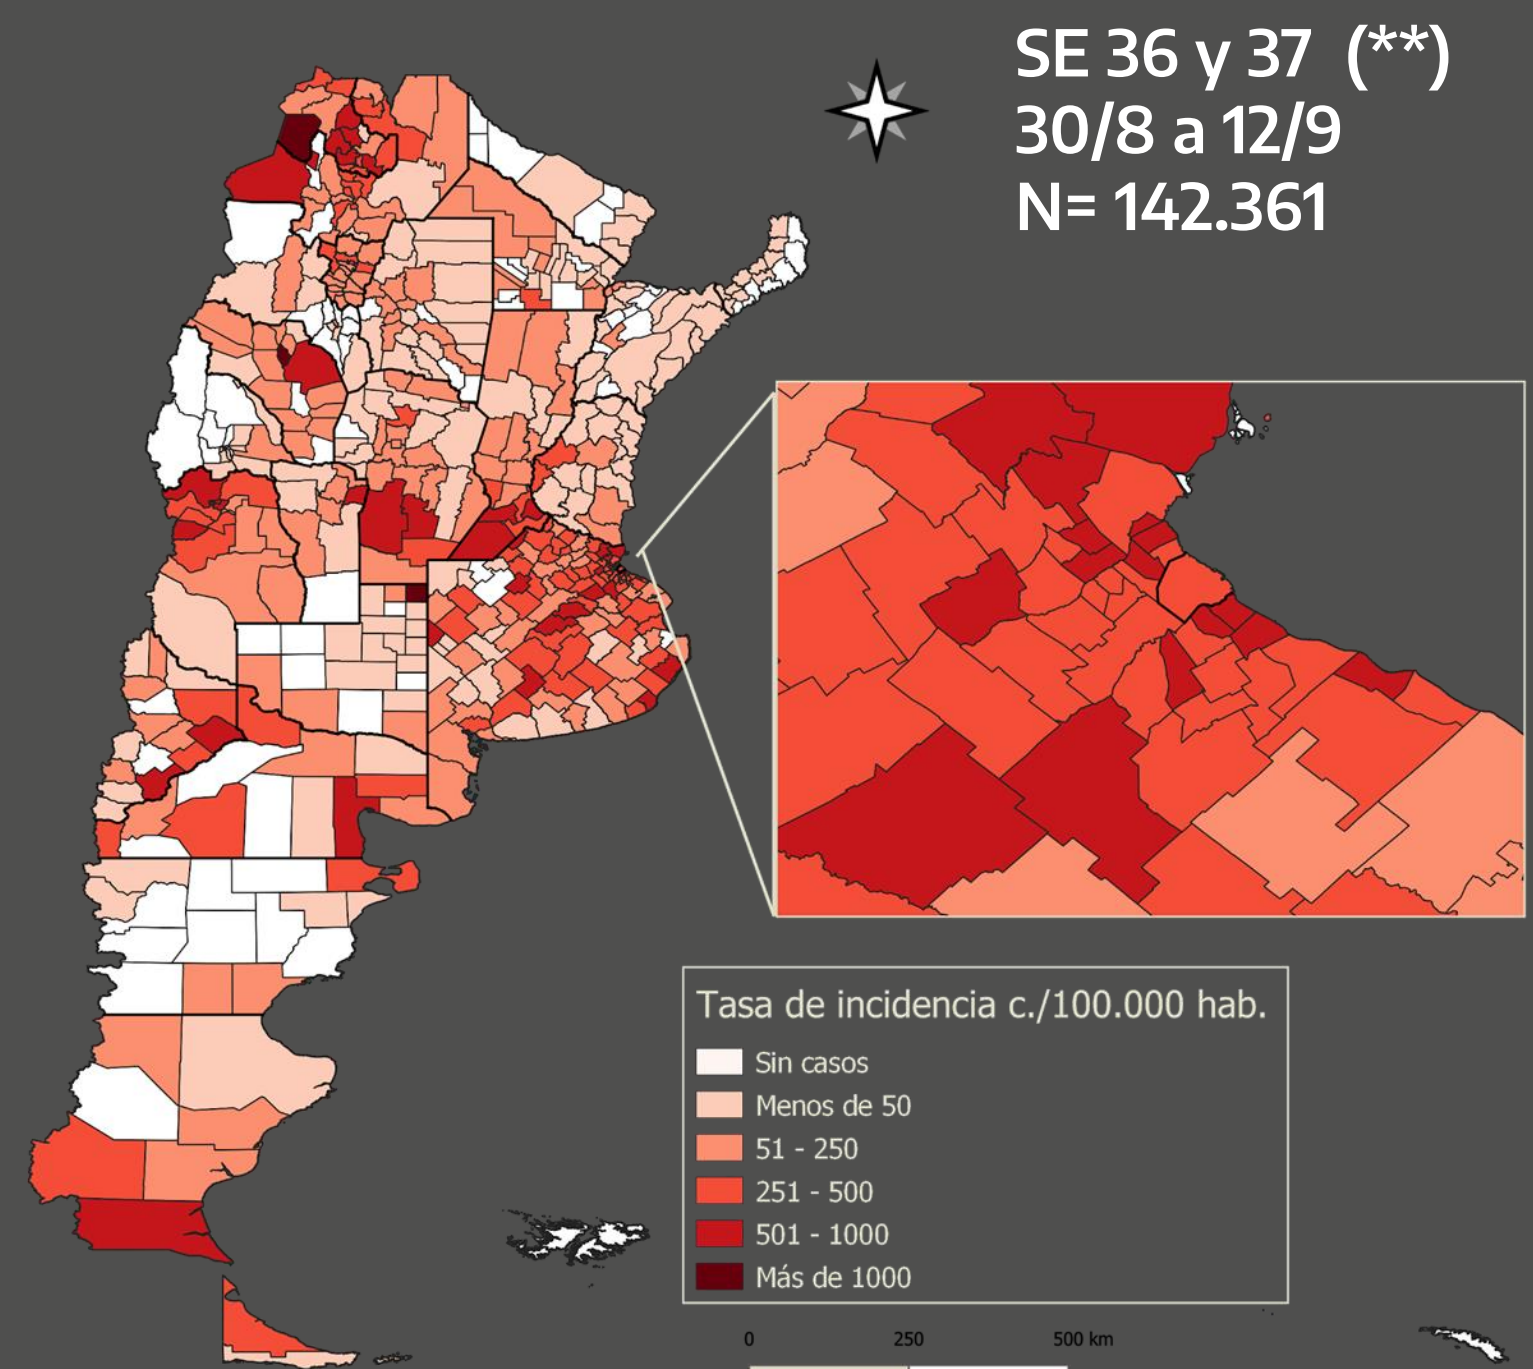 SE 36 y 37 (**)
30/8 a 12/9
N= 142.361
Tasa de incidencia c./100.000 hab.
Sin casos
Menos de 50
51 - 250
251 - 500
501 - 1000
Más de 1000
0 250 500 km